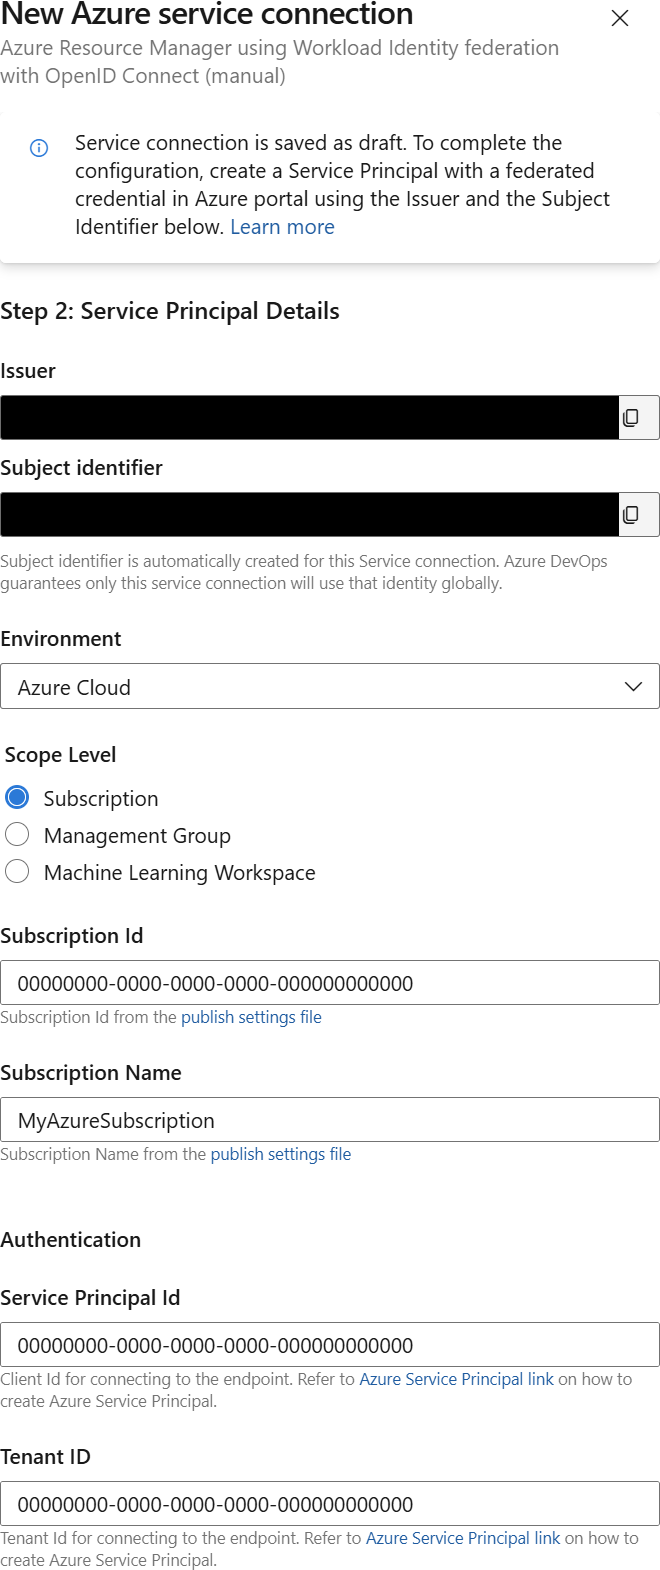 New Azure service connection
Azure Resource Manager using Workload Identity federation
with OpenID Connect (manual)
Service connection is saved as draft. To complete the
configuration, create a Service Principal with a federated
credential in Azure portal using the Issuer and the Subject
Identifier below. Learn more
Step 2: Service Principal Details
Issuer
Subject identifier
Subject identifier is automatically created for this Service connection. Azure DevOps
guarantees only this service connection will use that identity globally.
Environment
Azure Cloud
Scope Level
Subscription
Management Group
Machine Learning Workspace
Subscription Id
00000000-0000-0000-0000-000000000000
Subscription Id from the publish settings file
Subscription Name
MyAzureSubscription
Subscription Name from the publish settings file
Authentication
Service Principal Id
00000000-0000-0000-0000-000000000000
Client Id for connecting to the endpoint. Refer to Azure Service Principal link on how to
create Azure Service Principal.
Tenant ID
00000000-0000-0000-0000-000000000000
Tenant Id for connecting to the endpoint. Refer to Azure Service Principal link on how to
create Azure Service Principal.